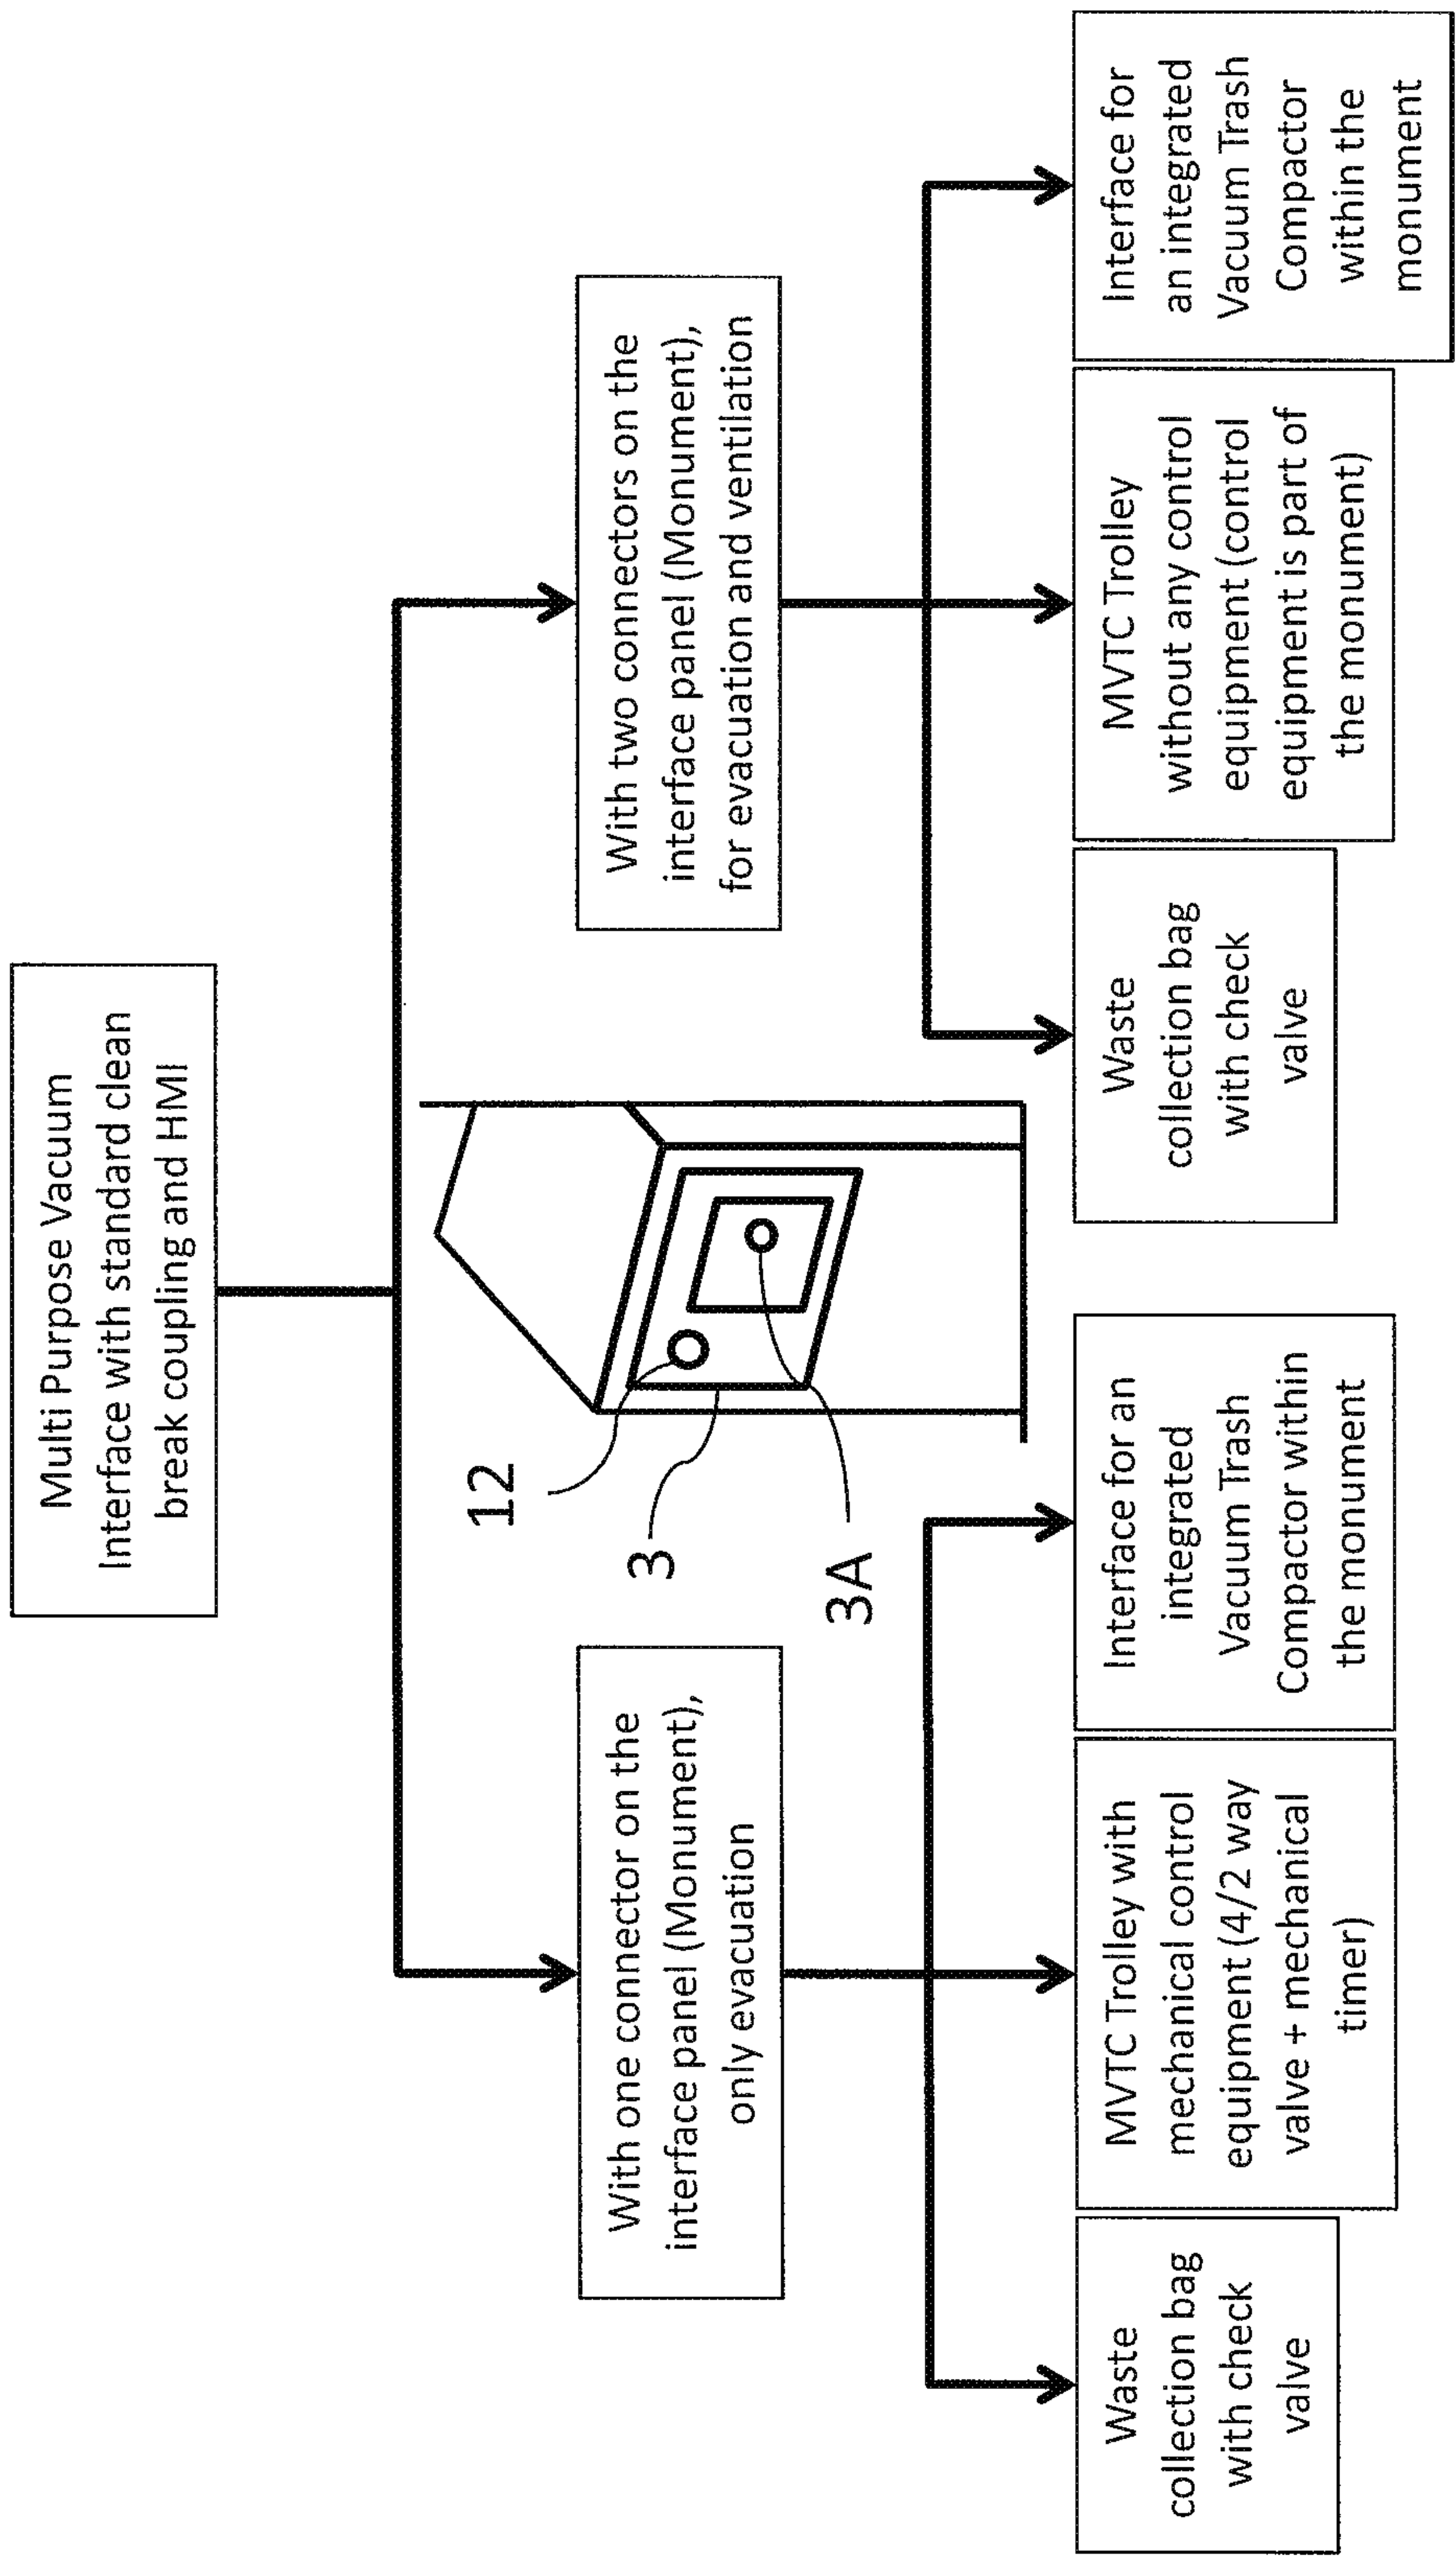 Multi Purpose Vacuum
Interface with standard clean
break coupling and HMI
With one connector on the
interface panel (Monument),
only evacuation
12
3
3A
With two connectors on the
interface panel (Monument),
for evacuation and ventilation
Waste
collection bag
with check
valve
MVTC Trolley with
mechanical control
equipment (4/2 way
valve + mechanical
timer)
Interface for an
integrated
Vacuum Trash
Compactor within
the monument
Waste
collection bag
with check
valve
MVTC Trolley
without any control
equipment (control
equipment is part of
the monument)
Interface for
an integrated
Vacuum Trash
Compactor
within the
monument